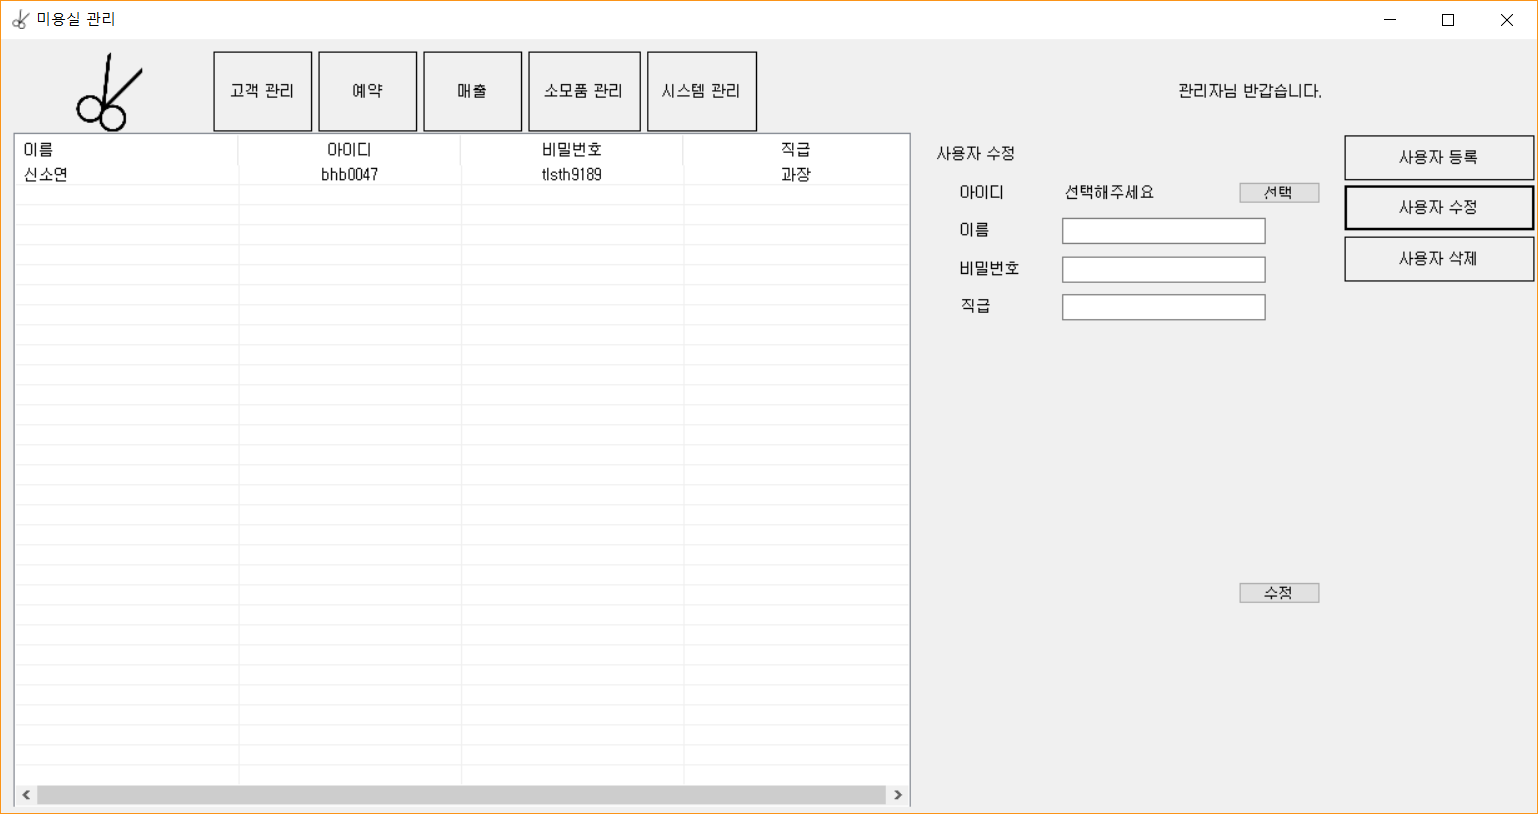 미용실 관리
고객 관리
예약
매출
소모품 관리
시스템 관리
관리자님 반갑습니다.
이름 아이디 비밀번호 직급
신소연 bhb0047 tlsth9189 과장
사용자 수정
아이디 선택해주세요 선택
이름
비밀번호
직급
수정
사용자 등록
사용자 수정
사용자 삭제